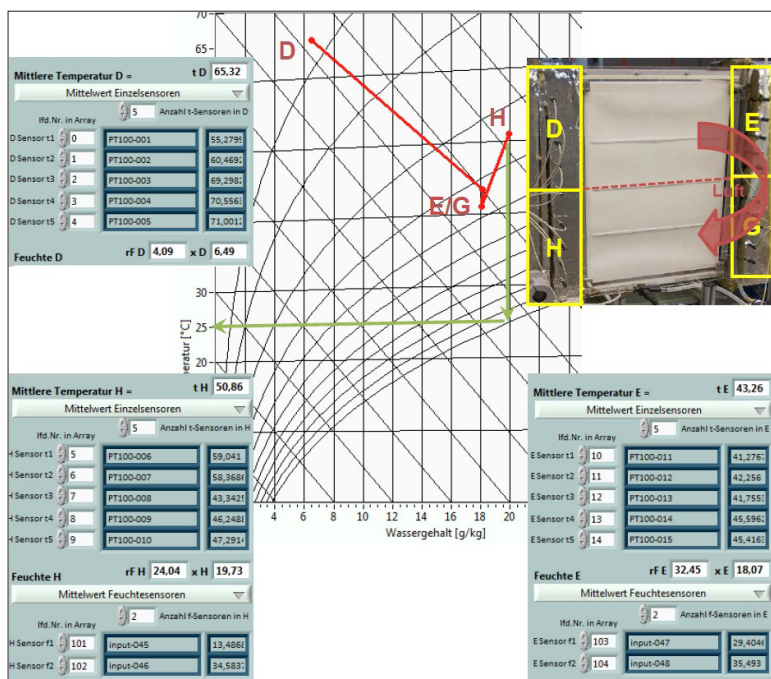 70
65
30
25
20
peratur [°C]
6
8
10
12
14
16
18
20
Wassergehalt [g/kg]
D
E/G
H
Mittlere Temperatur D =
t D 65,32
Mittelwert Einzelsensoren
5 Anzahl t-Sensoren in D
lfd.Nr. in Array
D Sensor t1 0 PT100-001 55,2795
D Sensor t2 1 PT100-002 60,4692
D Sensor t3 2 PT100-003 69,2982
D Sensor t4 3 PT100-004 70,5563
D Sensor t5 4 PT100-005 71,0012
Feuchte D rF D 4,09 x D 6,49
D
E
H
G
Luft
Mittlere Temperatur H =
t H 50,86
Mittelwert Einzelsensoren
5 Anzahl t-Sensoren in H
lfd.Nr. in Array
H Sensor t1 5 PT100-006 59,041
H Sensor t2 6 PT100-007 58,3686
H Sensor t3 7 PT100-008 43,3425
H Sensor t4 8 PT100-009 46,2488
H Sensor t5 9 PT100-010 47,2914
Feuchte H rF H 24,04 x H 19,73
Mittelwert Feuchtesensoren
2 Anzahl f-Sensoren in H
lfd.Nr. in Array
H Sensor f1 101 input-045 13,4868
H Sensor f2 102 input-046 34,5837
Mittlere Temperatur E =
t E 43,26
Mittelwert Einzelsensoren
5 Anzahl t-Sensoren in E
lfd.Nr. in Array
E Sensor t1 10 PT100-011 41,2767
E Sensor t2 11 PT100-012 42,256
E Sensor t3 12 PT100-013 41,7553
E Sensor t4 13 PT100-014 45,5962
E Sensor t5 14 PT100-015 45,4163
Feuchte E rF E 32,45 x E 18,07
Mittelwert Feuchtesensoren
2 Anzahl f-Sensoren in E
lfd.Nr. in Array
E Sensor f1 103 input-047 29,4046
E Sensor f2 104 input-048 35,493